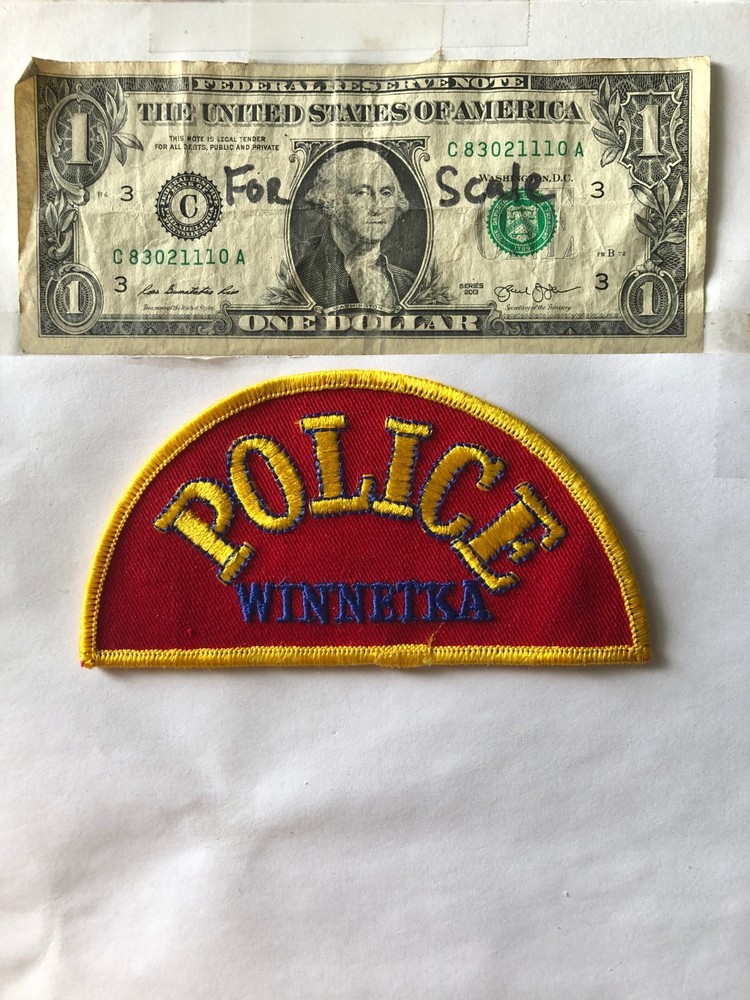 FEDERAL RESERVE NOTE
THE UNITED STATES OF AMERICA
THIS NOTE IS LEGAL TENDER
FOR ALL DEBTS, PUBLIC AND PRIVATE
C 83021110 A
WASHINGTON, D.C.
1
1
3
C
FOR
Scale
3
C 83021110 A
3
SERIES
2013
3
1
WASHINGTON
ONE DOLLAR
1
POLICE
WINNETKA